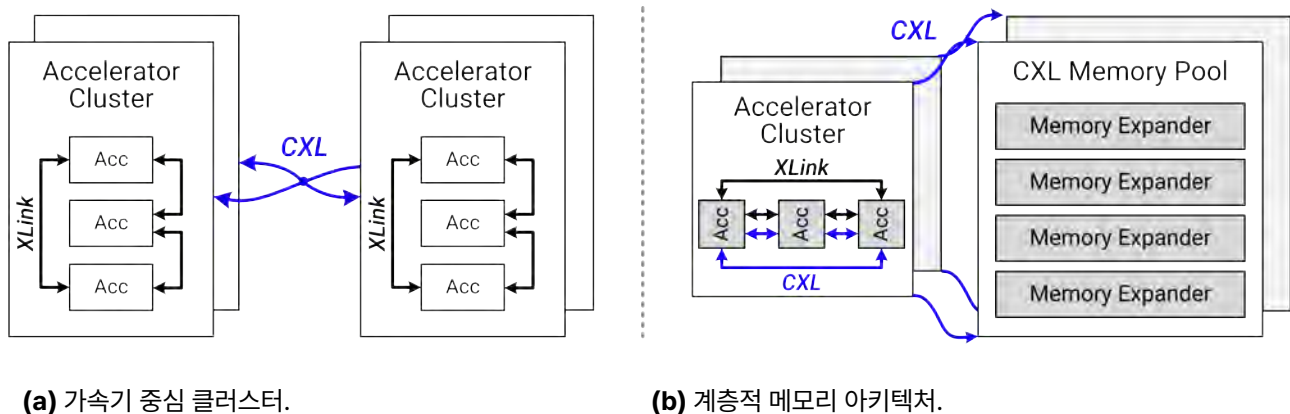 Accelerator
Cluster
Acc
Acc
Acc
XLink
CXL
Accelerator
Cluster
Acc
Acc
Acc
XLink
CXL
Accelerator
Cluster
XLink
Acc
Acc
Acc
CXL
CXL Memory Pool
Memory Expander
Memory Expander
Memory Expander
Memory Expander
(a) 가속기 중심 클러스터.
(b) 계층적 메모리 아키텍처.